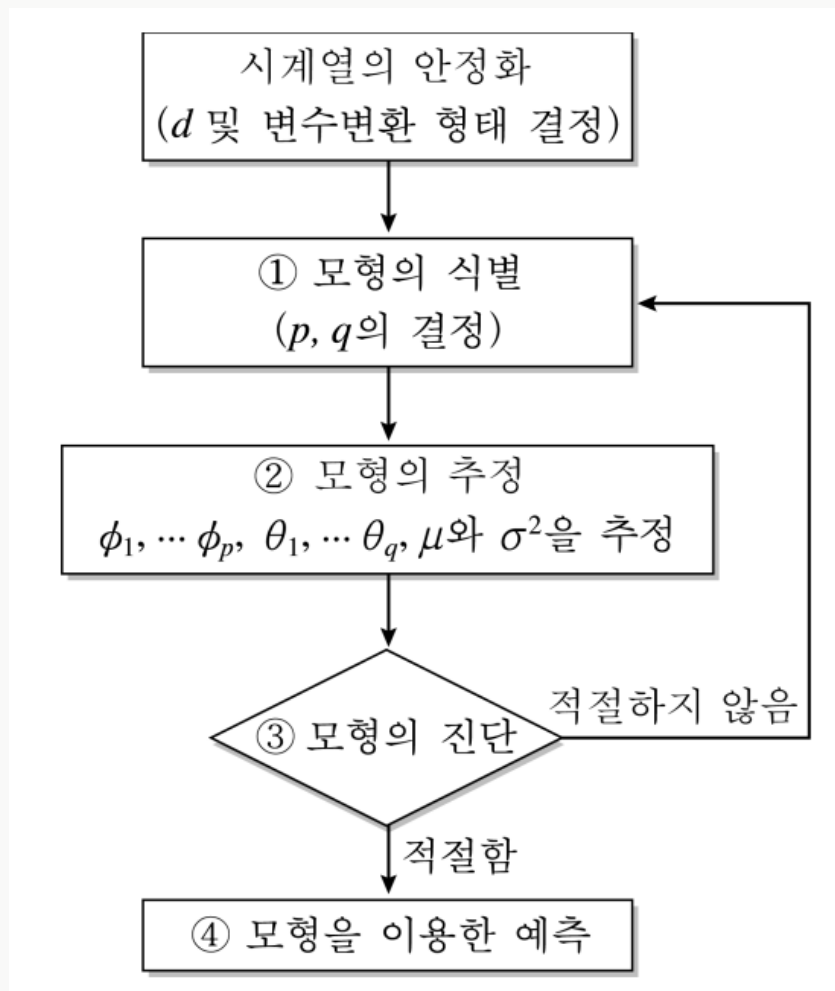 시계열의 안정화
(d 및 변수변환 형태 결정)
① 모형의 식별
(p, q의 결정)
② 모형의 추정
ϕ₁, ⋯ ϕₚ, θ₁, ⋯ θ_q, μ와 σ²을 추정
③ 모형의 진단
적절하지 않음
적절함
④ 모형을 이용한 예측